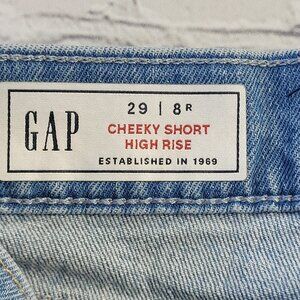 GAP
29 | 8R
CHEEKY SHORT
HIGH RISE
ESTABLISHED IN 1969